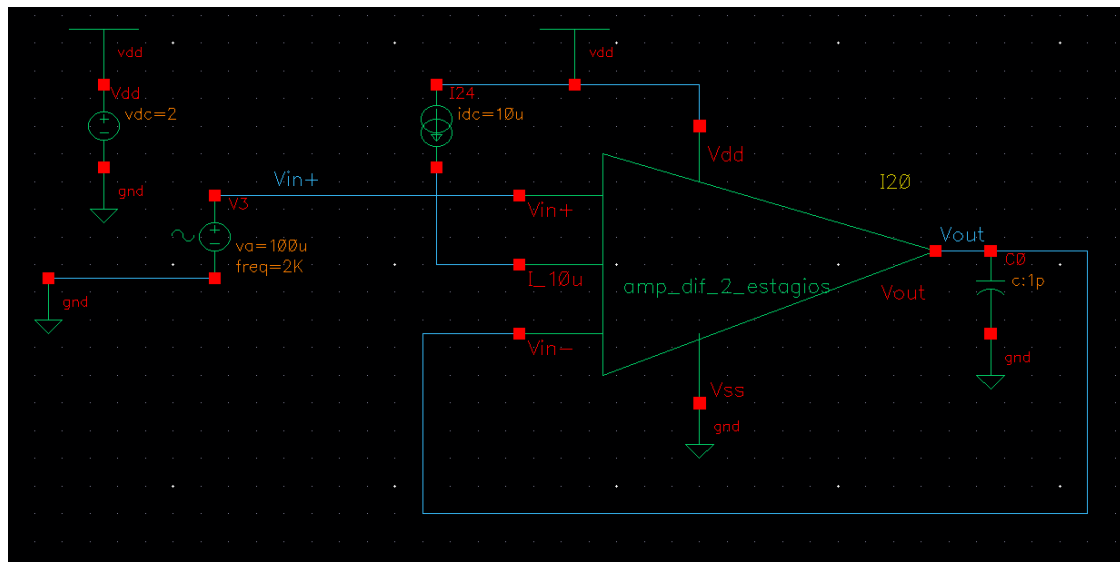 vdd
vdd
Vdd
vdc=2
I24
idc=10u
Vdd
gnd
Vin+
I20
V3
Vin+
va=100u
freq=2K
Vout
C0
c:1p
I_10u
amp_dif_2_estagios
Vout
gnd
Vin-
gnd
Vss
gnd